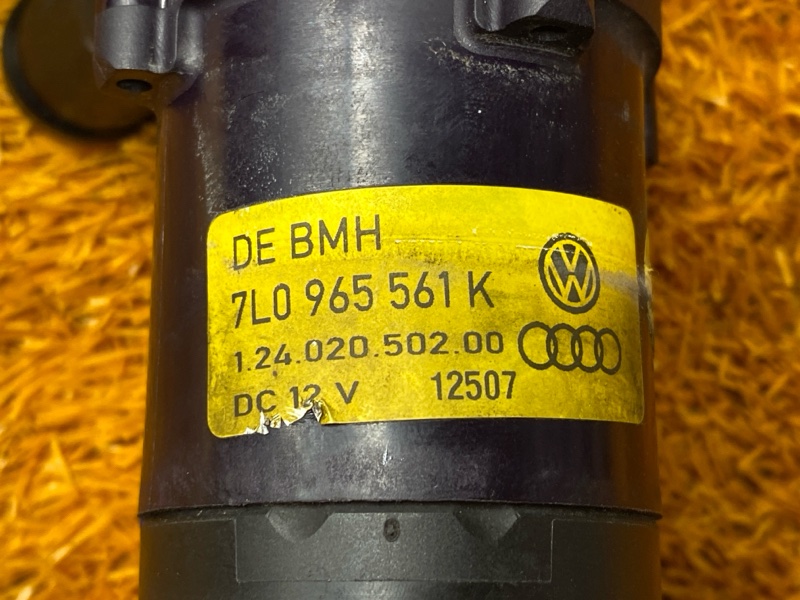 DE BMH
7L0 965 561 K
1.24.020.502.00
DC 12 V 12507